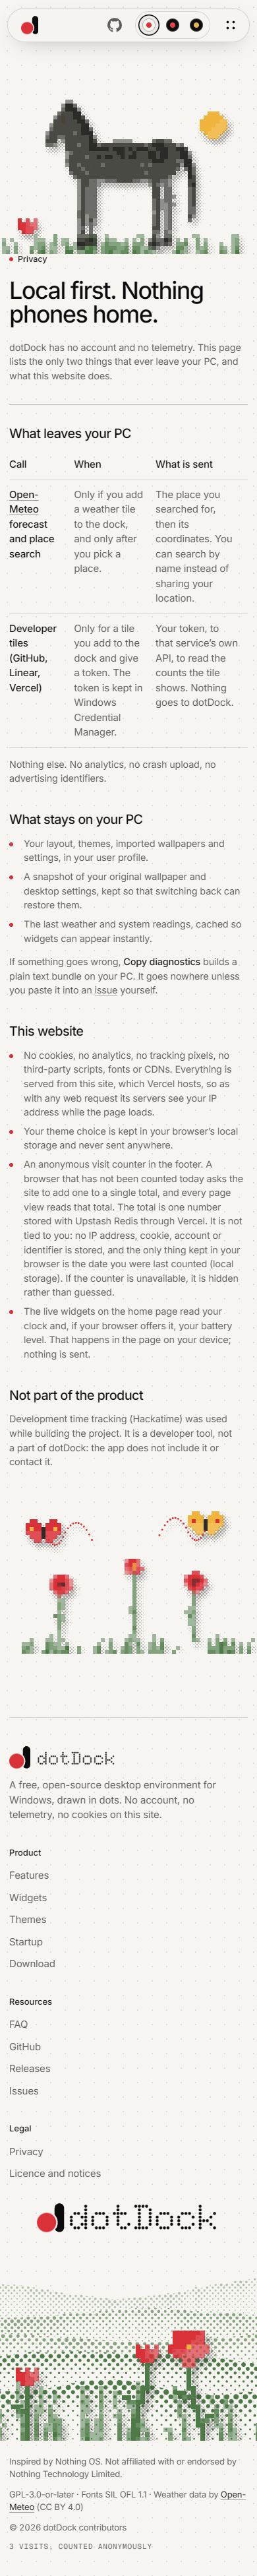 Privacy
Local first. Nothing
phones home.
dotDock has no account and no telemetry. This page
lists the only two things that ever leave your PC, and
what this website does.
What leaves your PC
Call When What is sent
Open-
Meteo
forecast
and place
search
Only if you add
a weather tile
to the dock,
and only after
you pick a
place.
The place you
searched for,
then its
coordinates. You
can search by
name instead of
sharing your
location.
Developer
tiles
(GitHub,
Linear,
Vercel)
Only for a tile
you add to the
dock and give
a token. The
token is kept in
Windows
Credential
Manager.
Your token, to
that service's own
API, to read the
counts the tile
shows. Nothing
goes to dotDock.
Nothing else. No analytics, no crash upload, no
advertising identifiers.
What stays on your PC
Your layout, themes, imported wallpapers and
settings, in your user profile.
A snapshot of your original wallpaper and
desktop settings, kept so that switching back can
restore them.
The last weather and system readings, cached so
widgets can appear instantly.
If something goes wrong, Copy diagnostics builds a
plain text bundle on your PC. It goes nowhere unless
you paste it into an issue yourself.
This website
No cookies, no analytics, no tracking pixels, no
third-party scripts, fonts or CDNs. Everything is
served from this site, which Vercel hosts, so as
with any web request its servers see your IP
address while the page loads.
Your theme choice is kept in your browser's local
storage and never sent anywhere.
An anonymous visit counter in the footer. A
browser that has not been counted today asks the
site to add one to a single total, and every page
view reads that total. The total is one number
stored with Upstash Redis through Vercel. It is not
tied to you: no IP address, cookie, account or
identifier is stored, and the only thing kept in your
browser is the date you were last counted (local
storage). If the counter is unavailable, it is hidden
rather than guessed.
The live widgets on the home page read your
clock and, if your browser offers it, your battery
level. That happens in the page on your device;
nothing is sent.
Not part of the product
Development time tracking (Hackatime) was used
while building the project. It is a developer tool, not
a part of dotDock: the app does not include it or
contact it.
dotDock
A free, open-source desktop environment for
Windows, drawn in dots. No account, no
telemetry, no cookies on this site.
Product
Features
Widgets
Themes
Startup
Download
Resources
FAQ
GitHub
Releases
Issues
Legal
Privacy
Licence and notices
dotDock
Inspired by Nothing OS. Not affiliated with or endorsed by
Nothing Technology Limited.
GPL-3.0-or-later · Fonts SIL OFL 1.1 · Weather data by Open-
Meteo (CC BY 4.0)
© 2026 dotDock contributors
3 VISITS, COUNTED ANONYMOUSLY